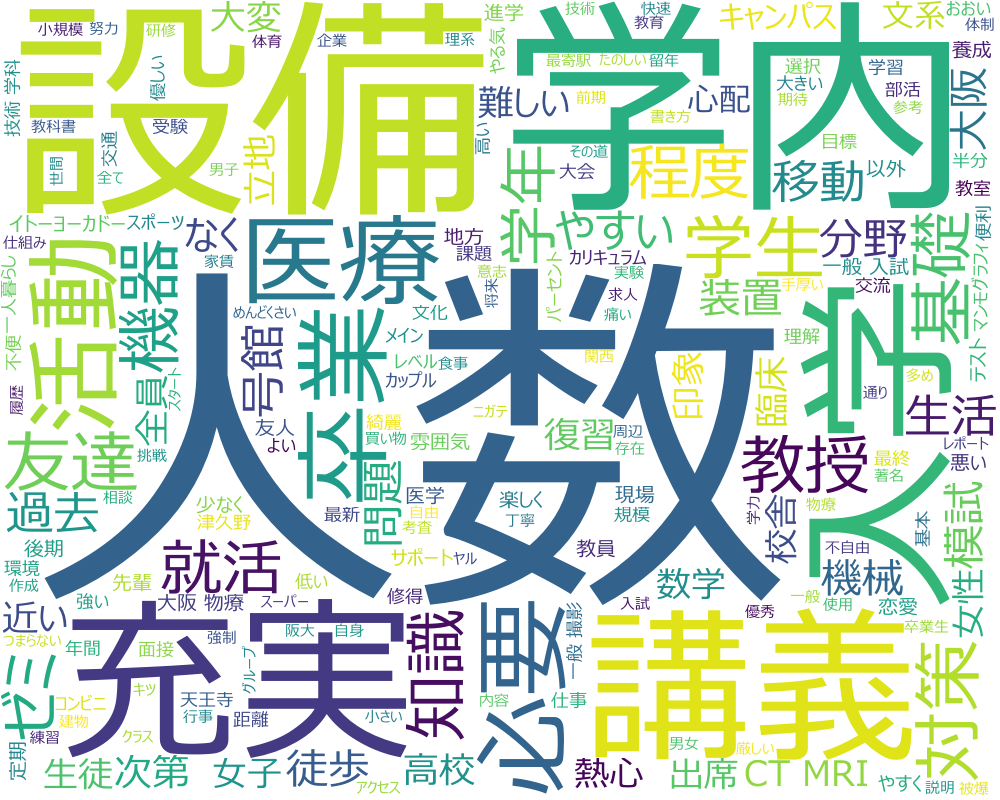 設備
学内
人数
充実
講義
医療
卒業
入学
活動
機器
必要
基礎
学生
教授
就活
友達
知識
対策
ゼミ
程度
移動
学年
やすい
装置
分野
生活
機械
模試
女性
臨床
印象
校舎
復習
問題
号館
全員
過去
近い
立地
大変
なく
難しい
心配
キャンパス
文系
大阪
数学
熱心
出席
CT MRI
高校
徒歩
女子
次第
生徒
小規模
努力
研修
体育
企業
理系
進学
やる気
優しい
技術 学科
教科書
受験
世間
交通
全て
男子
高い
技術
快速
教育
最寄駅
たのしい
留年
前期
書き方
その道
大会
選択
大きい
期待
学習
部活
参考
目標
以外
おおい
体制
養成
半分
教室
イトーヨーカドー
スポーツ
仕組み
家賃
地方
課題
カリキュラム
意志
将来
実験
パーセント
求人
痛い
関西
手厚い
一般 入試
交流
便利
マンモグラフィ
テスト
不便
一人暮らし
履歴
スタート
めんどくさい
文化
メイン
レベル
食事
カップル
理解
多め
通り
友人
よい
綺麗
買い物
ニガテ
雰囲気
周辺
存在
レポート
悪い
最終
著名
挑戦
相談
少なく
津久野
最新
医学
自由
考査
楽しく
丁寧
現場
規模
学力
物療
不自由
基本
後期
環境
作成
先輩
強い
低い
サポート
ヤル
教員
修得
入試
優秀
一般
使用
恋愛
卒業生
大阪 物療
スーパー
阪大
自身
つまらない
年間
面接
強制
グループ
一般 撮影
コンビニ
建物
キツ
天王寺
行事
距離
小さい
内容
仕事
男女
厳しい
定期
練習
クラス
アクセス
やすく
説明
被爆